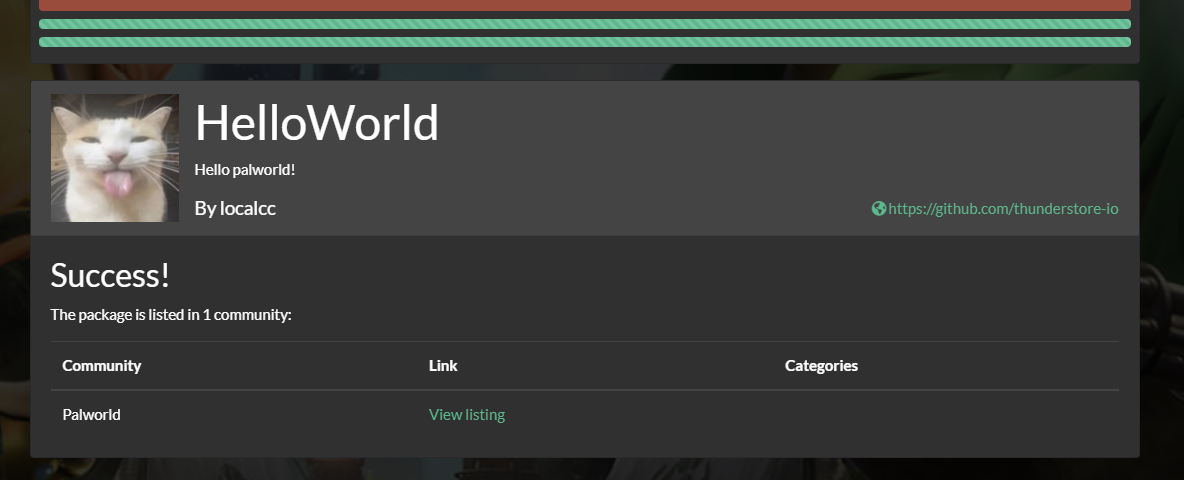 HelloWorld
Hello palworld!
By localcc
https://github.com/thunderstore-io
Success!
The package is listed in 1 community:
Community Link Categories
Palworld View listing